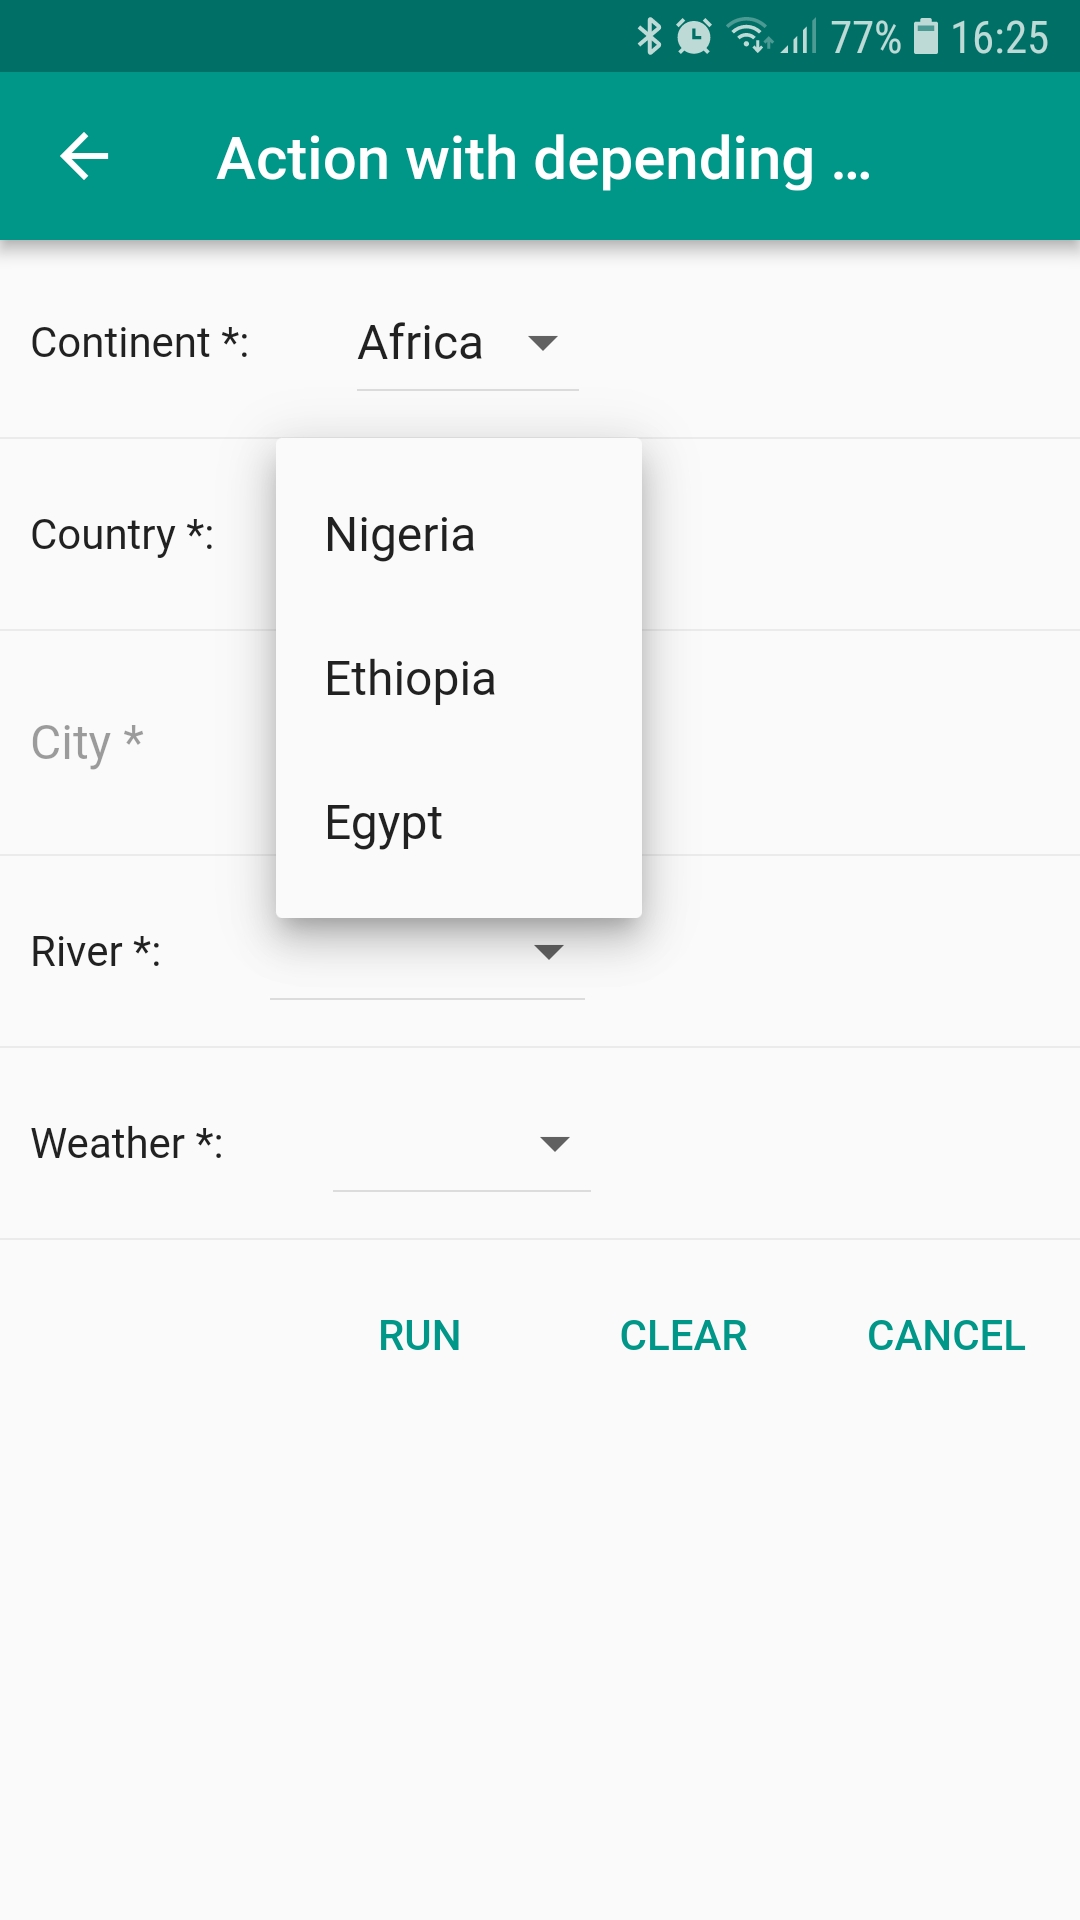 77% 16:25
Action with depending ...
Continent *: Africa
Country *:
Nigeria
Ethiopia
City *
Egypt
River *:
Weather *:
RUN CLEAR CANCEL